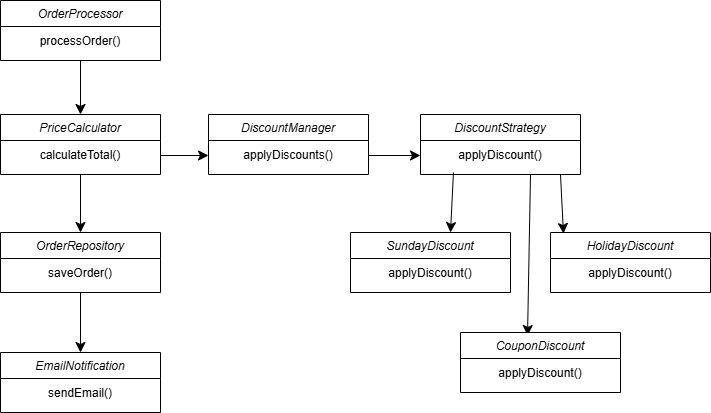 OrderProcessor
processOrder()
PriceCalculator
calculateTotal()
DiscountManager
applyDiscounts()
DiscountStrategy
applyDiscount()
OrderRepository
saveOrder()
SundayDiscount
applyDiscount()
HolidayDiscount
applyDiscount()
CouponDiscount
applyDiscount()
EmailNotification
sendEmail()